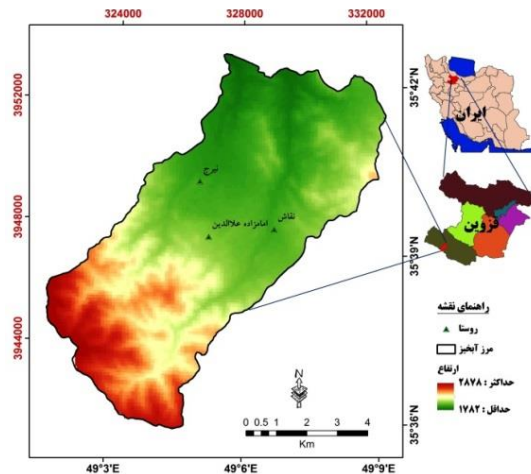 324000 328000 332000
3952000
3948000
3944000
35°42'N
35°39'N
35°36'N
49°3'E 49°6'E 49°9'E
نیرج
امامزاده علاالدین
نقاش
N
0 0.5 1 2 3 4
Km
ایران
قزوین
راهنمای نقشه
روستا
مرز آبخیز
ارتفاع
حداکثر : ۲۸۷۸
حداقل : ۱۷۸۲